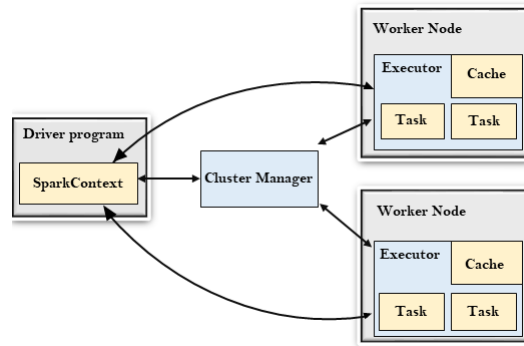 Worker Node
Executor
Cache
Task
Task
Driver program
SparkContext
Cluster Manager
Worker Node
Executor
Cache
Task
Task